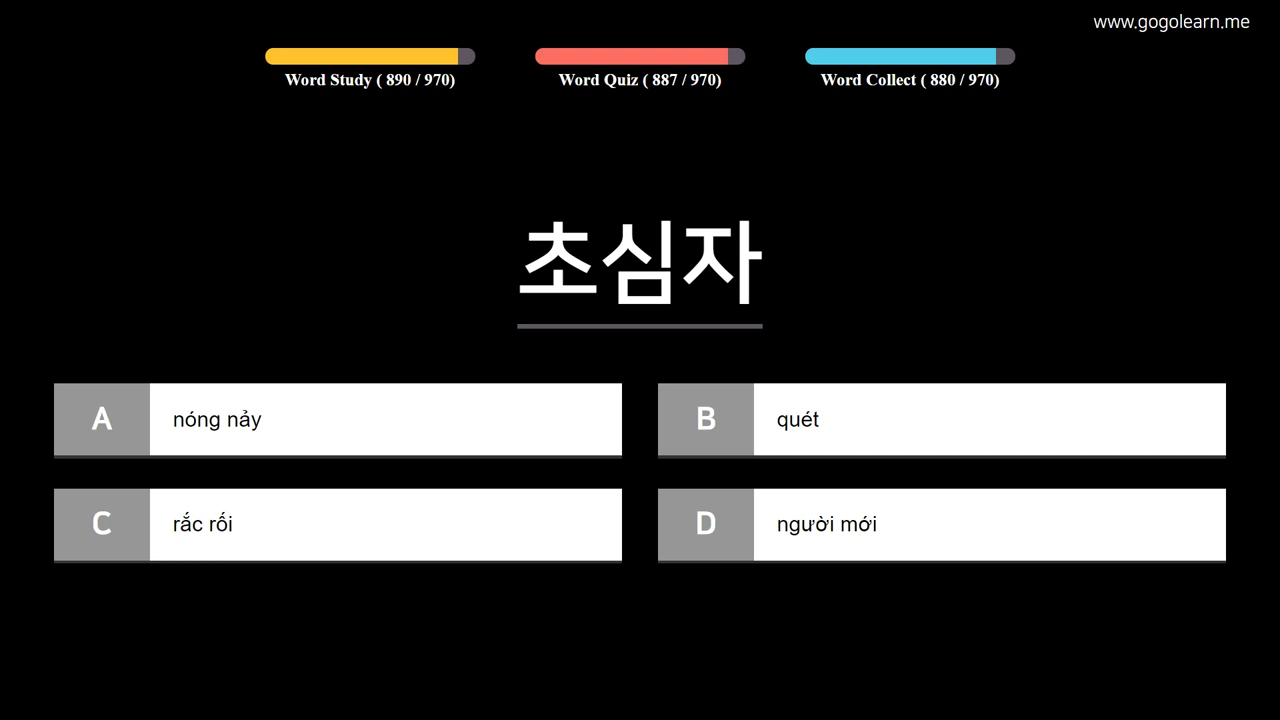 www.gogolearn.me
Word Study ( 890 / 970)
Word Quiz ( 887 / 970)
Word Collect ( 880 / 970)
초심자
A nóng nảy
B quét
C rắc rối
D người mới